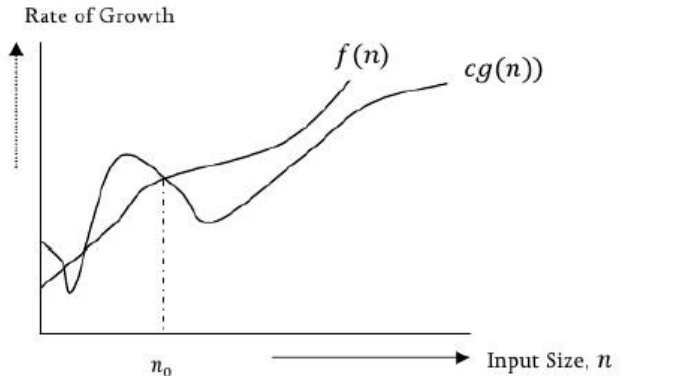 Rate of Growth
f(n)
cg(n))
n₀
Input Size, n